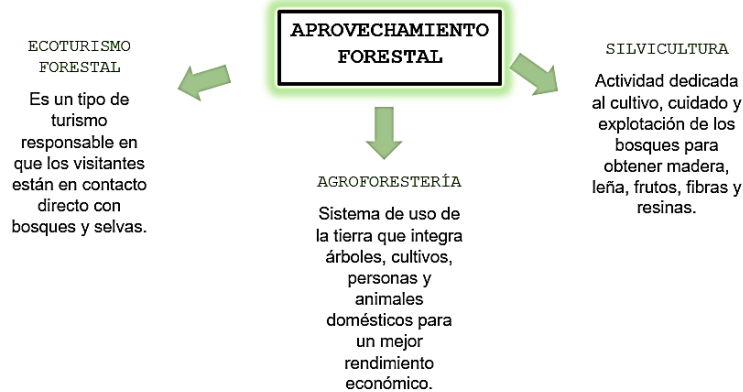 APROVECHAMIENTO
FORESTAL
ECOTURISMO
FORESTAL
Es un tipo de
turismo
responsable en
que los visitantes
están en contacto
directo con
bosques y selvas.
AGROFORESTERÍA
Sistema de uso de
la tierra que integra
árboles, cultivos,
personas y
animales
domésticos para
un mejor
rendimiento
económico.
SILVICULTURA
Actividad dedicada
al cultivo, cuidado y
explotación de los
bosques para
obtener madera,
leña, frutos, fibras y
resinas.